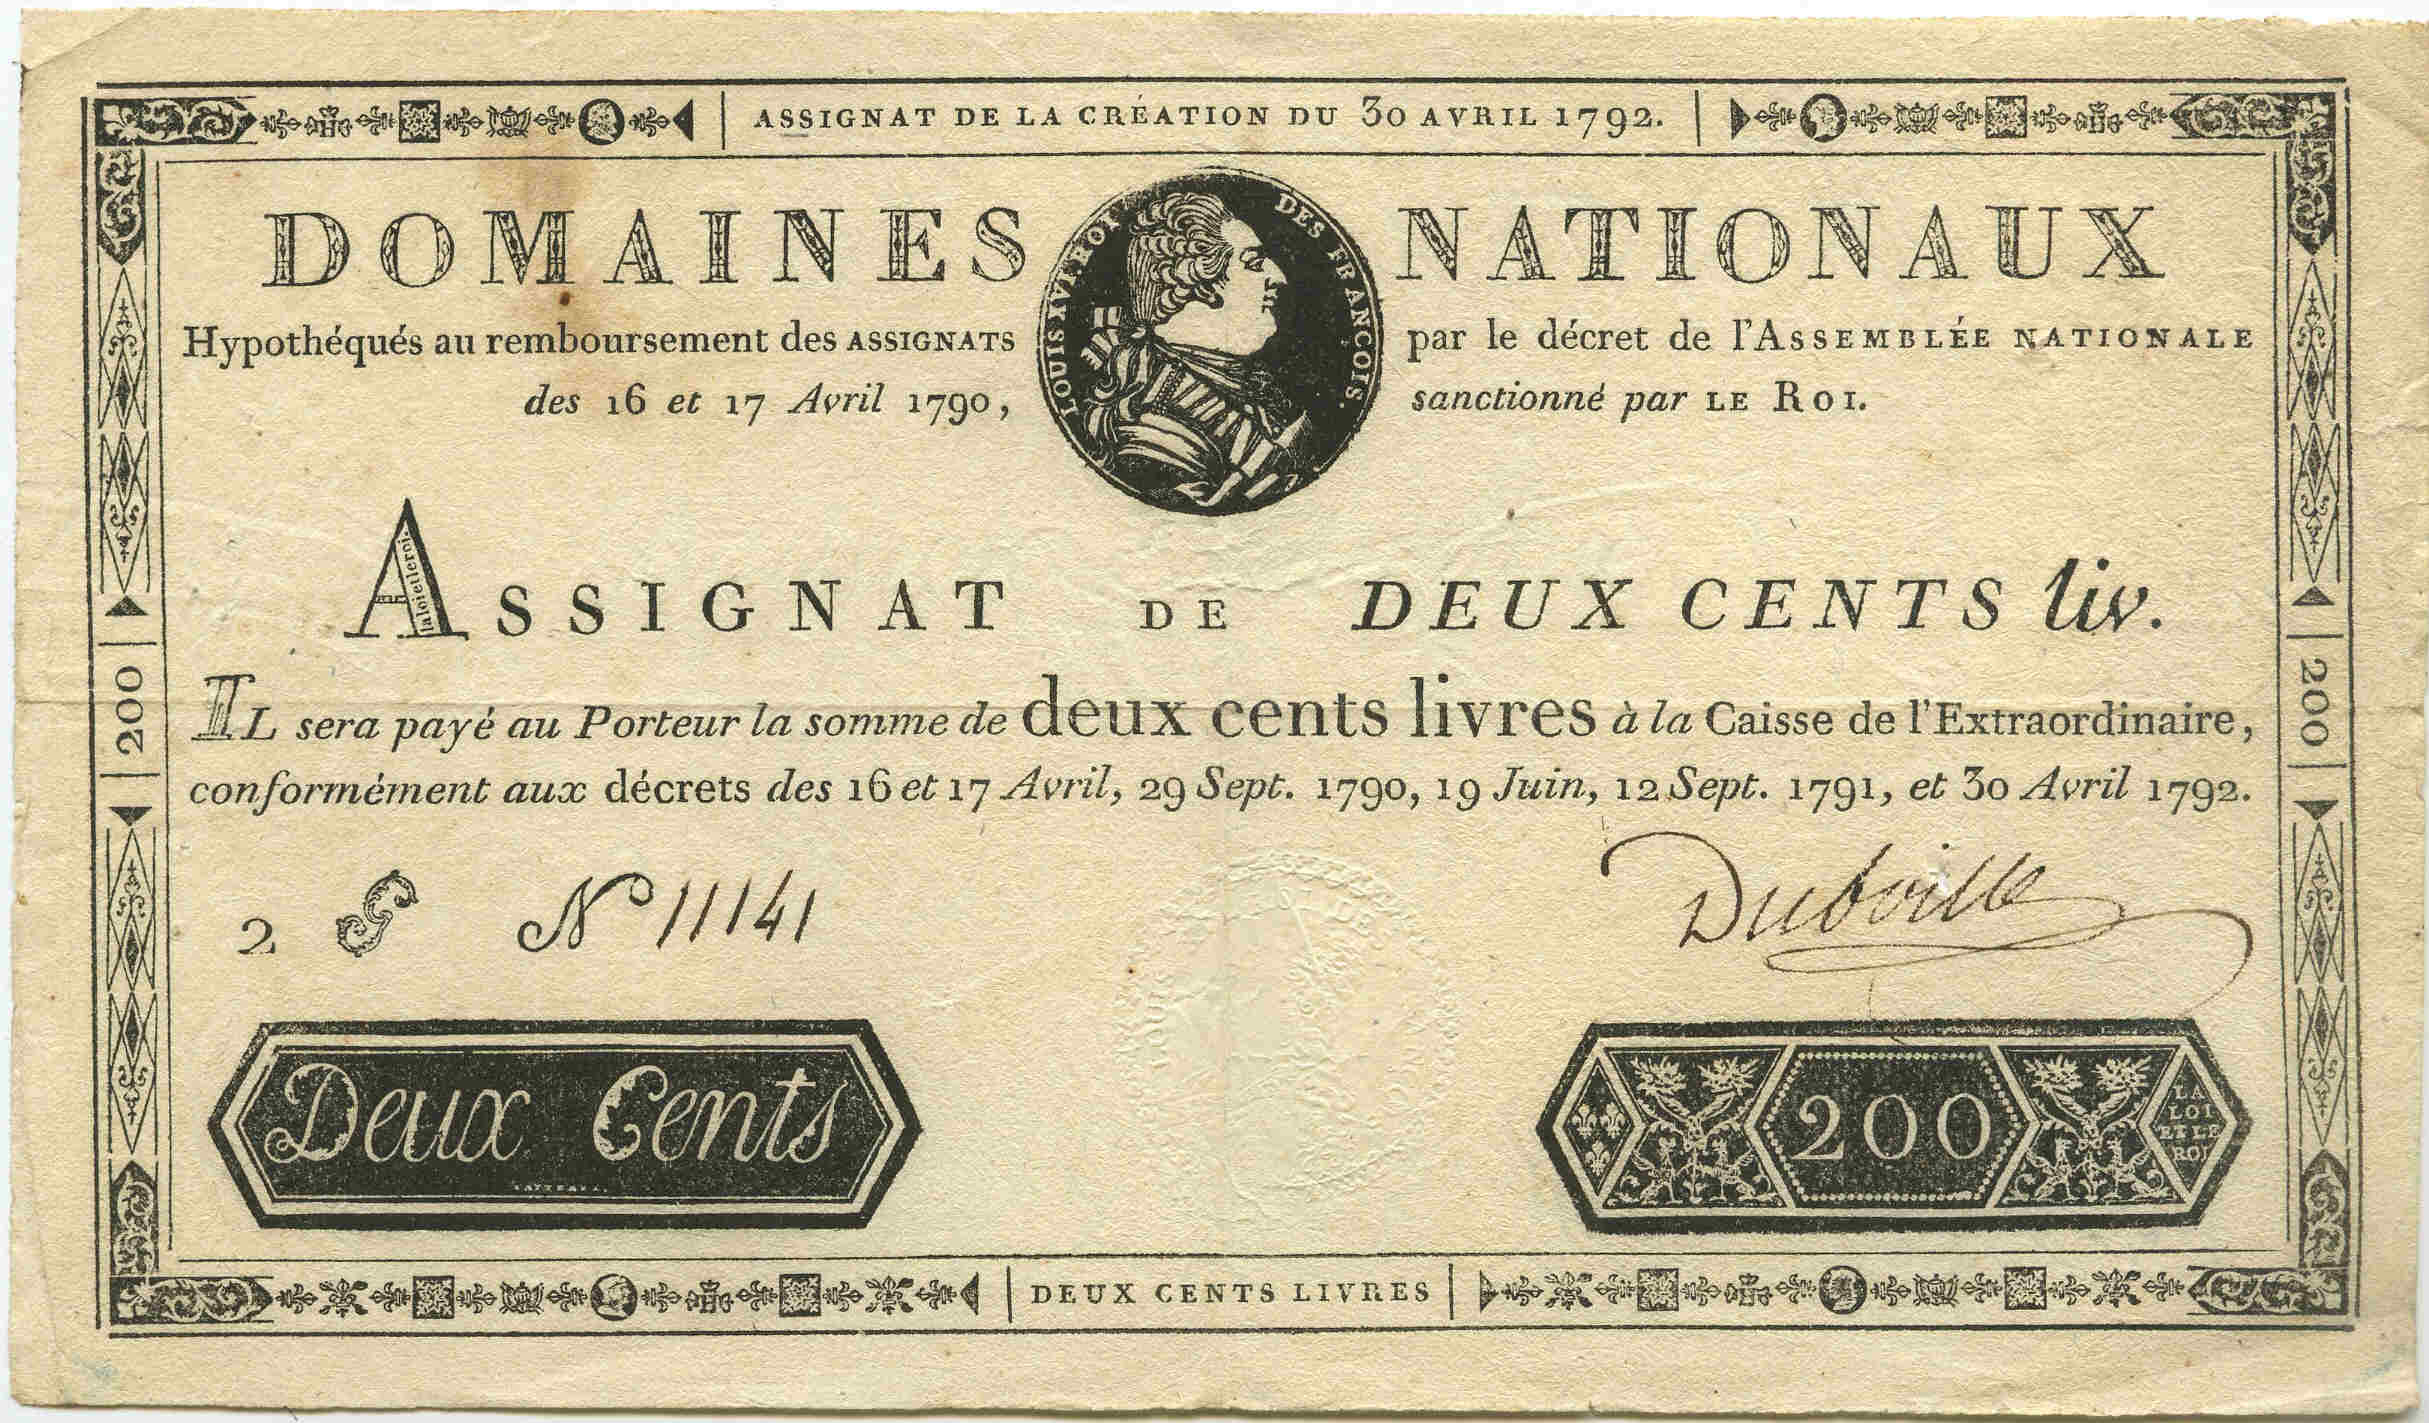 ASSIGNAT DE LA CRÉATION DU 30 AVRIL 1792.
DOMAINES NATIONAUX
LOUIS XVI. ROI DES FRANÇOIS.
Hypothéqués au remboursement des ASSIGNATS par le décret de l'ASSEMBLÉE NATIONALE
des 16 et 17 Avril 1790, sanctionné par LE ROI.
ASSIGNAT DE DEUX CENTS liv.
la loi et le roi.
200
200
IL sera payé au Porteur la somme de deux cents livres à la Caisse de l'Extraordinaire,
conformément aux décrets des 16 et 17 Avril, 29 Sept. 1790, 19 Juin, 12 Sept. 1791, et 30 Avril 1792.
2 S Nº 11141
Dubville
Deux Cents
200
LA
LOI
ET LE
ROI
DEUX CENTS LIVRES